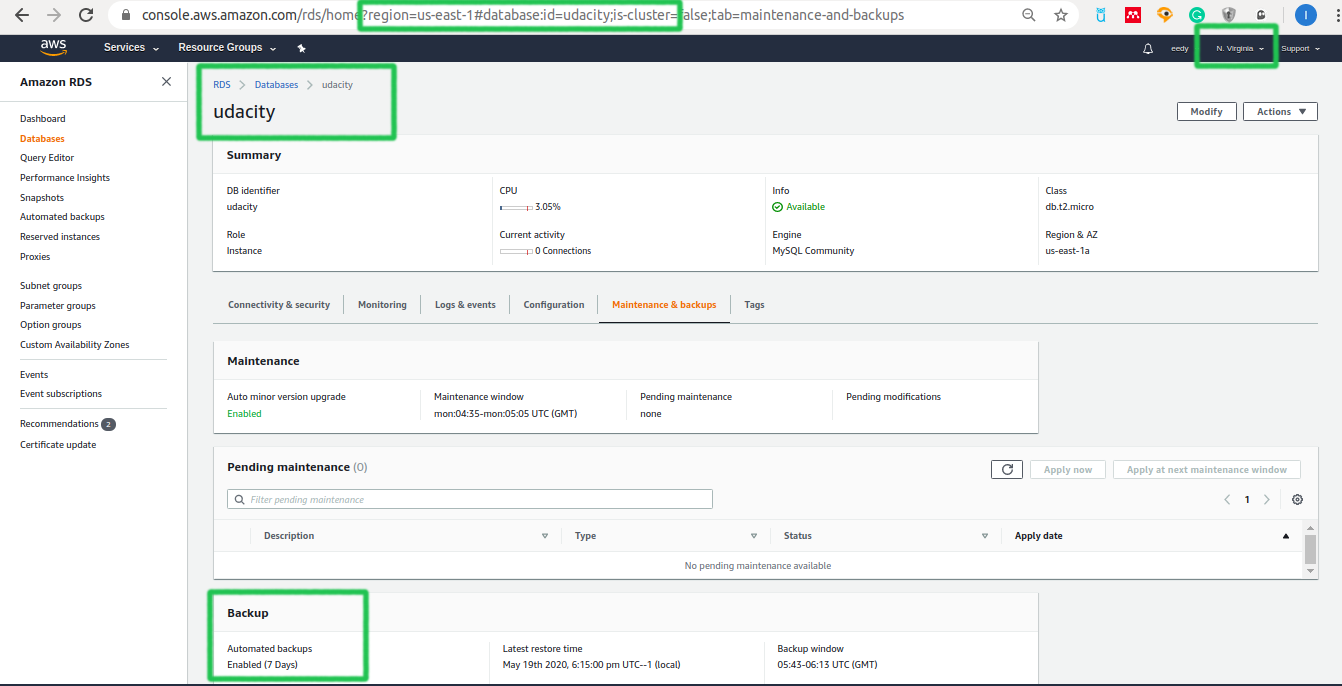 console.aws.amazon.com/rds/home?region=us-east-1#database:id=udacity;is-cluster=false;tab=maintenance-and-backups
aws Services Resource Groups eedy N. Virginia Support
Amazon RDS
Dashboard
Databases
Query Editor
Performance Insights
Snapshots
Automated backups
Reserved instances
Proxies
Subnet groups
Parameter groups
Option groups
Custom Availability Zones
Events
Event subscriptions
Recommendations 2
Certificate update
RDS > Databases > udacity
udacity
Modify Actions
Summary
DB identifier CPU Info Class
udacity 3.05% Available db.t2.micro
Role Current activity Engine Region & AZ
Instance 0 Connections MySQL Community us-east-1a
Connectivity & security Monitoring Logs & events Configuration Maintenance & backups Tags
Maintenance
Auto minor version upgrade Maintenance window Pending maintenance Pending modifications
Enabled mon:04:35-mon:05:05 UTC (GMT) none
Pending maintenance (0) Apply now Apply at next maintenance window
Filter pending maintenance 1
Description Type Status Apply date
No pending maintenance available
Backup
Automated backups Latest restore time Backup window
Enabled (7 Days) May 19th 2020, 6:15:00 pm UTC--1 (local) 05:43-06:13 UTC (GMT)